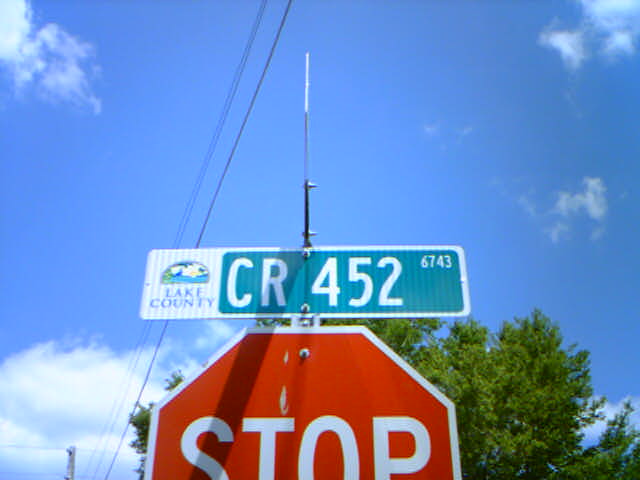 LAKE
COUNTY
CR 452 6743
STOP